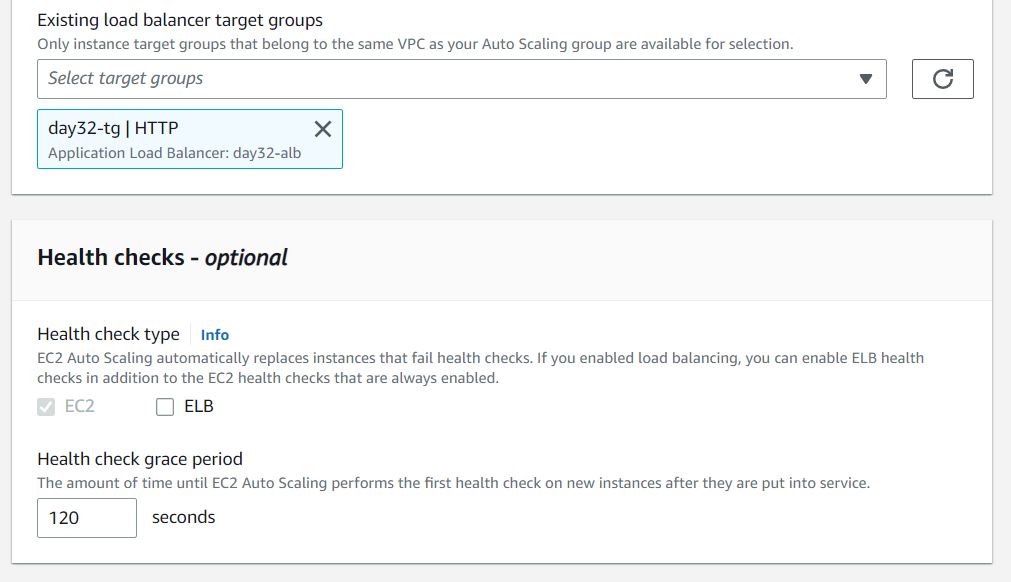 Existing load balancer target groups
Only instance target groups that belong to the same VPC as your Auto Scaling group are available for selection.
Select target groups
day32-tg | HTTP
Application Load Balancer: day32-alb
Health checks - optional
Health check type Info
EC2 Auto Scaling automatically replaces instances that fail health checks. If you enabled load balancing, you can enable ELB health
checks in addition to the EC2 health checks that are always enabled.
EC2 ELB
Health check grace period
The amount of time until EC2 Auto Scaling performs the first health check on new instances after they are put into service.
120 seconds